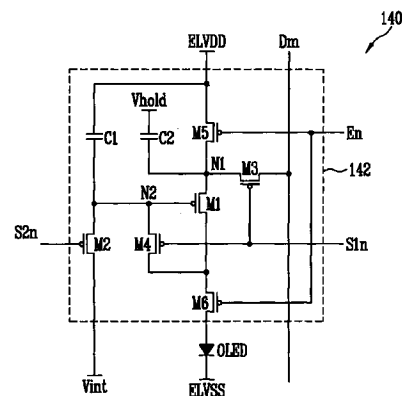 140
ELVDD Dm
Vhold
C1 C2 M5 En
N1 M3 142
N2 M1
S2n M2 M4 S1n
M6
OLED
Vint ELVSS